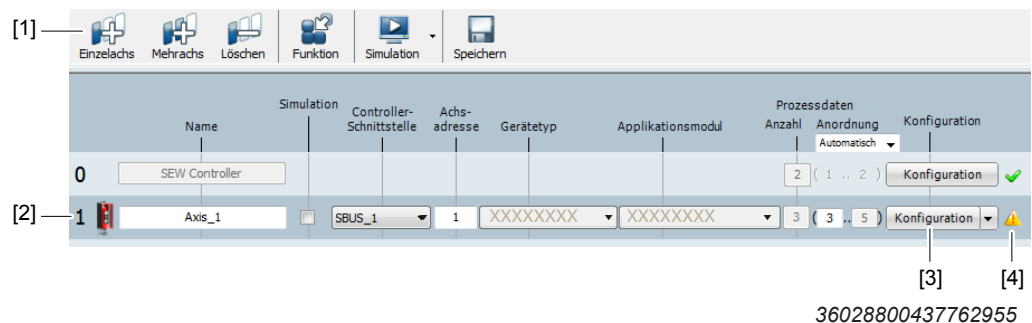 [1]
Einzelachs Mehrachs Löschen Funktion Simulation Speichern
Simulation Prozessdaten
Controller- Achs-
Name Schnittstelle adresse Gerätetyp Applikationsmodul Anzahl Anordnung Konfiguration
Automatisch
0 SEW Controller 2 ( 1 .. 2 ) Konfiguration
[2] 1 Axis_1 SBUS_1 1 XXXXXXXX XXXXXXXX 3 ( 3 .. 5 ) Konfiguration
[3] [4]
36028800437762955